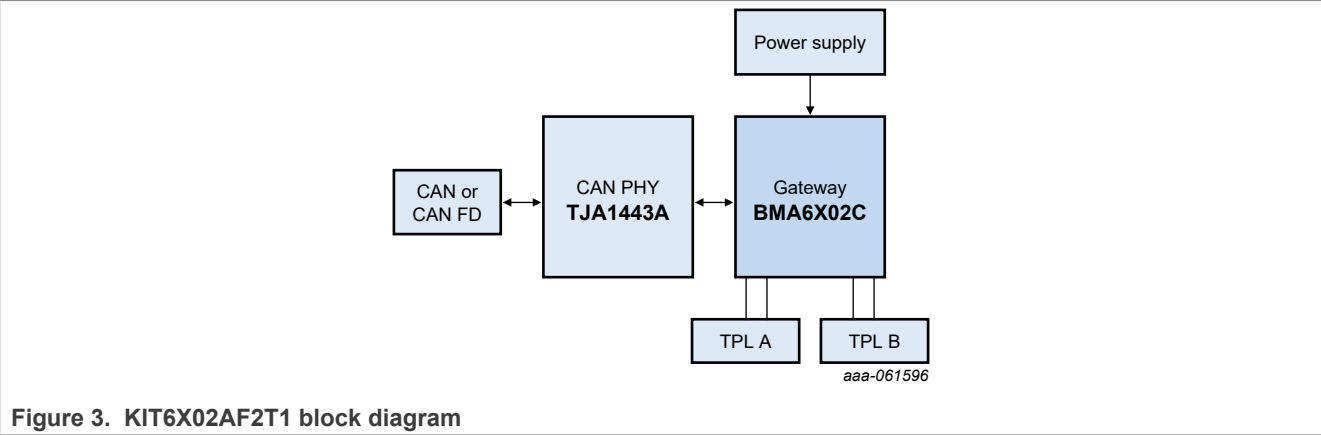 Power supply
CAN or
CAN FD
CAN PHY
TJA1443A
Gateway
BMA6X02C
TPL A
TPL B
aaa-061596
Figure 3. KIT6X02AF2T1 block diagram